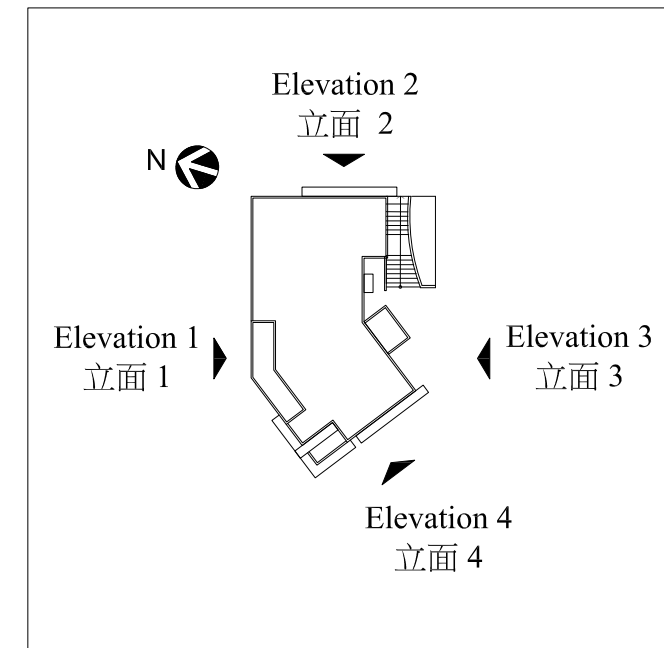 Elevation 2
立面 2
N
Elevation 1
立面 1
Elevation 3
立面 3
Elevation 4
立面 4